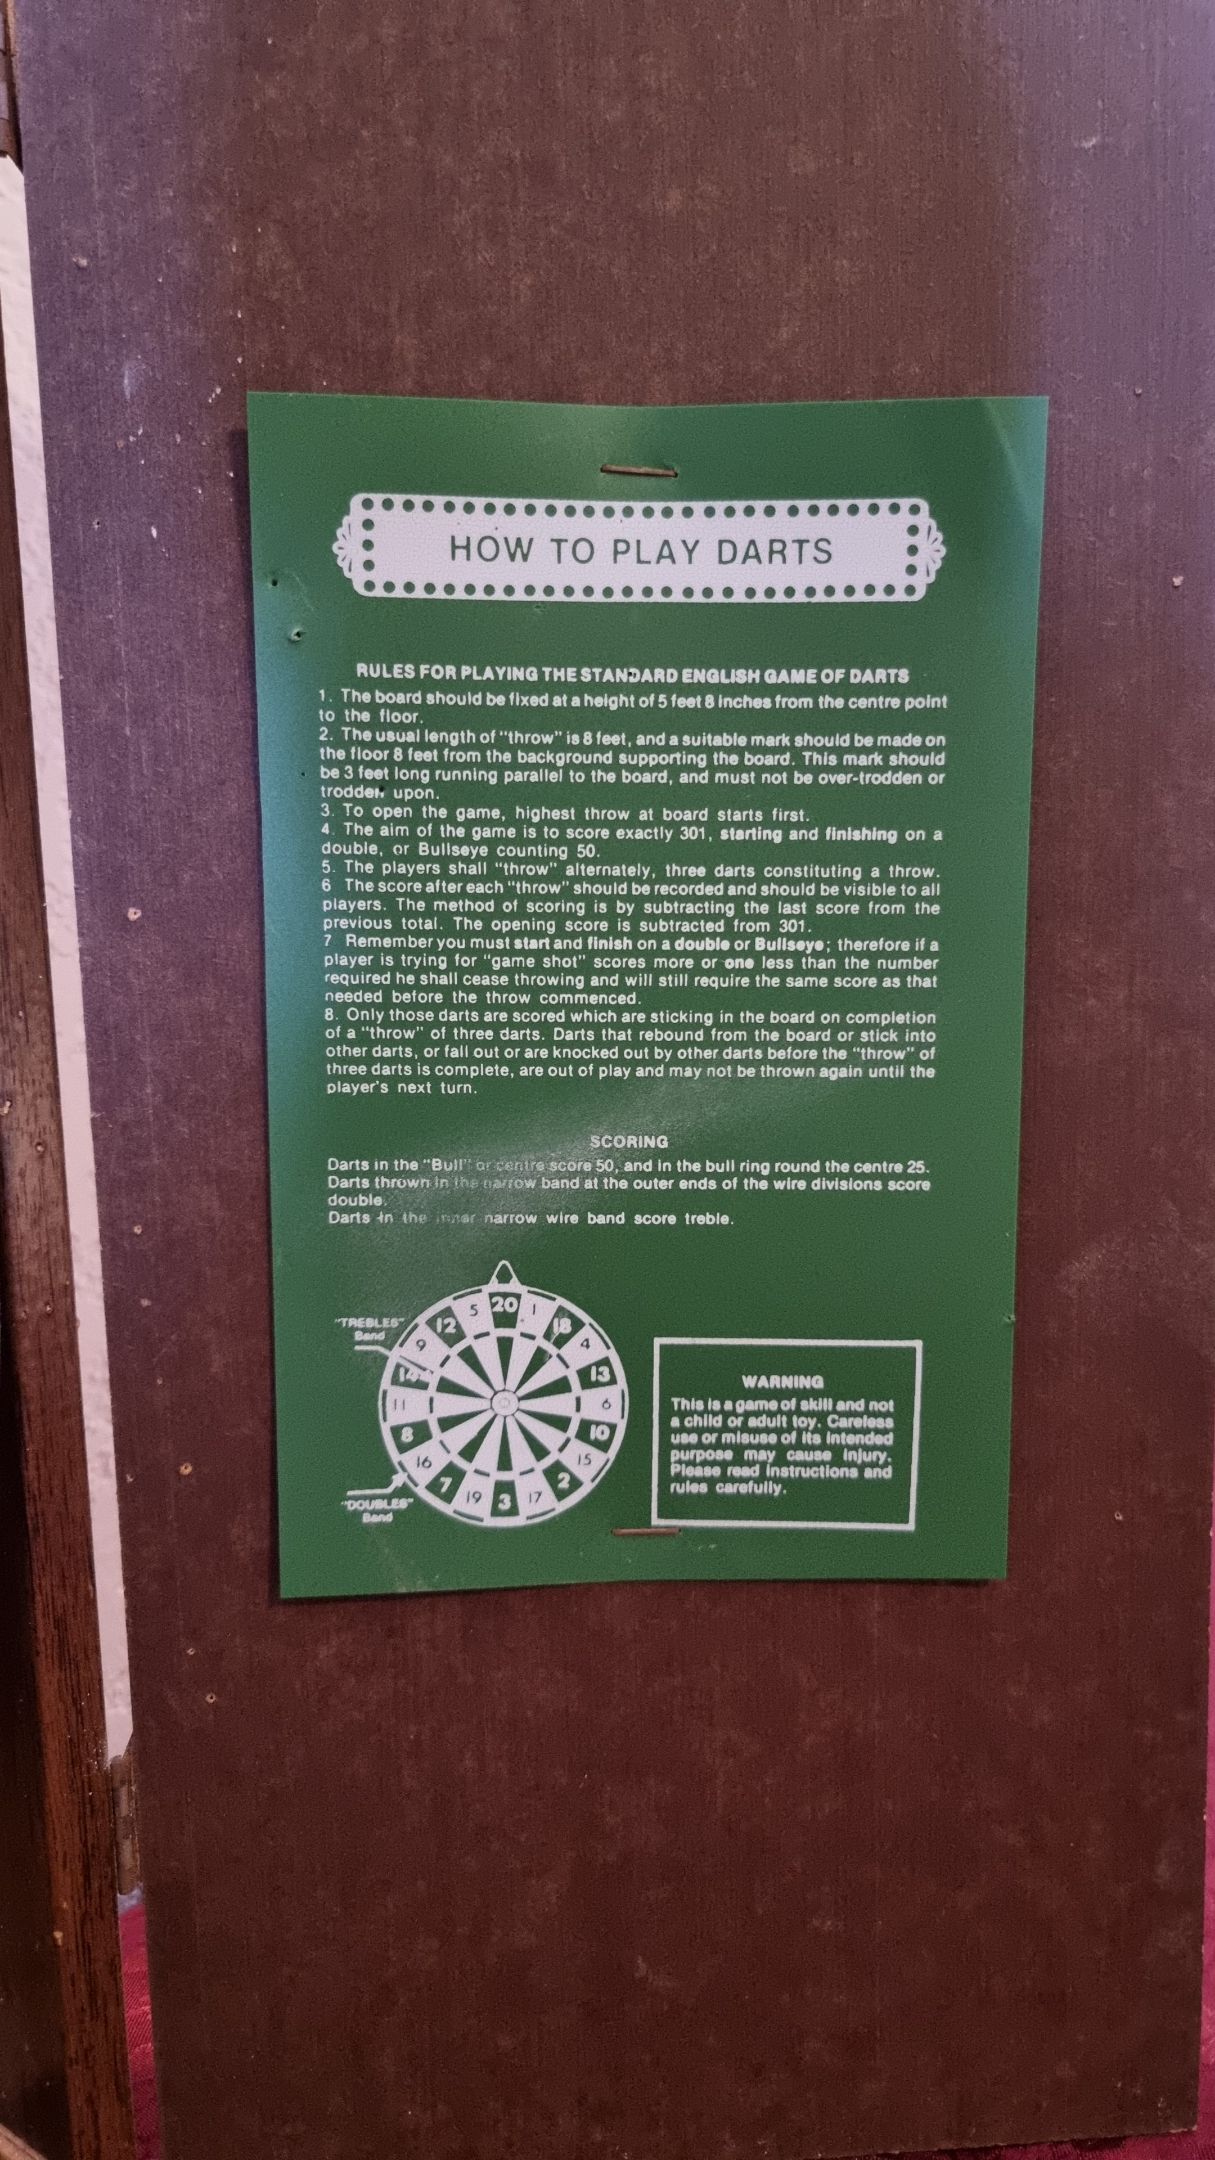 HOW TO PLAY DARTS
RULES FOR PLAYING THE STANDARD ENGLISH GAME OF DARTS
1. The board should be fixed at a height of 5 feet 8 inches from the centre point
to the floor.
2. The usual length of "throw" is 8 feet, and a suitable mark should be made on
the floor 8 feet from the background supporting the board. This mark should
be 3 feet long running parallel to the board, and must not be over-trodden or
trodden upon.
3. To open the game, highest throw at board starts first.
4. The aim of the game is to score exactly 301, starting and finishing on a
double, or Bullseye counting 50.
5. The players shall "throw" alternately, three darts constituting a throw.
6 The score after each "throw" should be recorded and should be visible to all
players. The method of scoring is by subtracting the last score from the
previous total. The opening score is subtracted from 301.
7 Remember you must start and finish on a double or Bullseye; therefore if a
player is trying for "game shot" scores more or one less than the number
required he shall cease throwing and will still require the same score as that
needed before the throw commenced.
8. Only those darts are scored which are sticking in the board on completion
of a "throw" of three darts. Darts that rebound from the board or stick into
other darts, or fall out or are knocked out by other darts before the "throw" of
three darts is complete, are out of play and may not be thrown again until the
player's next turn.
SCORING
Darts in the "Bull" or centre score 50, and in the bull ring round the centre 25.
Darts thrown in the narrow band at the outer ends of the wire divisions score
double.
Darts in the inner narrow wire band score treble.
"TREBLES"
Band
20
1
18
4
13
6
10
15
2
17
3
19
7
16
8
11
14
9
12
5
"DOUBLES"
Band
WARNING
This is a game of skill and not
a child or adult toy. Careless
use or misuse of its intended
purpose may cause injury.
Please read instructions and
rules carefully.